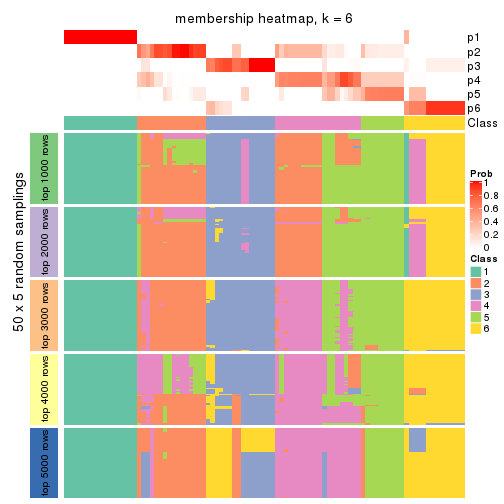 membership heatmap, k = 6
p1
p2
p3
p4
p5
p6
Class
50 x 5 random samplings
top 1000 rows
top 2000 rows
top 3000 rows
top 4000 rows
top 5000 rows
Prob
1
0.8
0.6
0.4
0.2
0
Class
1
2
3
4
5
6